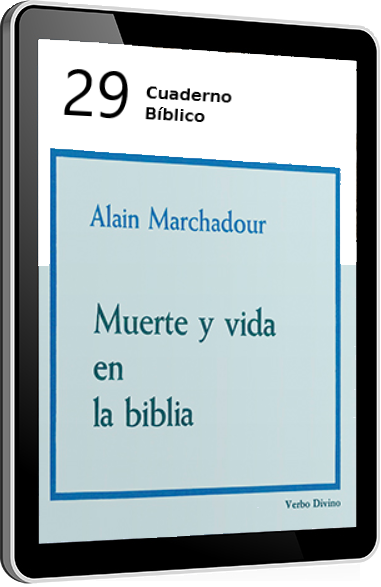 29
Cuaderno
Bíblico
Alain Marchadour
Muerte y vida
en
la biblia
Verbo Divino